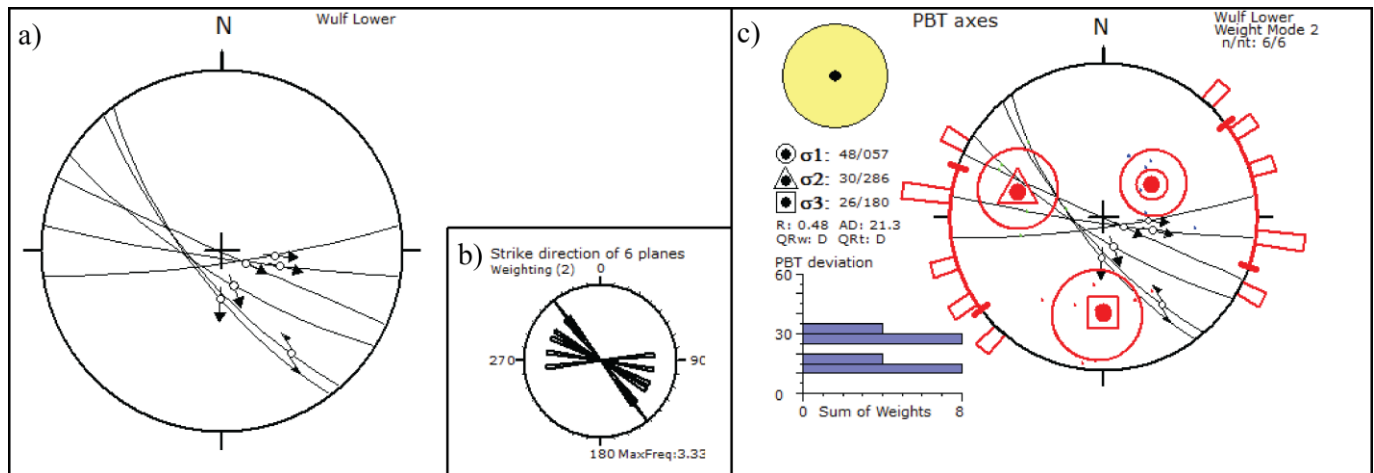 a)
Wulf Lower
N
b)
Strike direction of 6 planes
Weighting (2)
0
270
90
180 MaxFreq:3.33
c)
PBT axes
Wulf Lower
Weight Mode 2
n/nt: 6/6
N
σ1: 48/057
σ2: 30/286
σ3: 26/180
R: 0.48 AD: 21.3
QRw: D QRt: D
PBT deviation
60
30
0
0 Sum of Weights 8